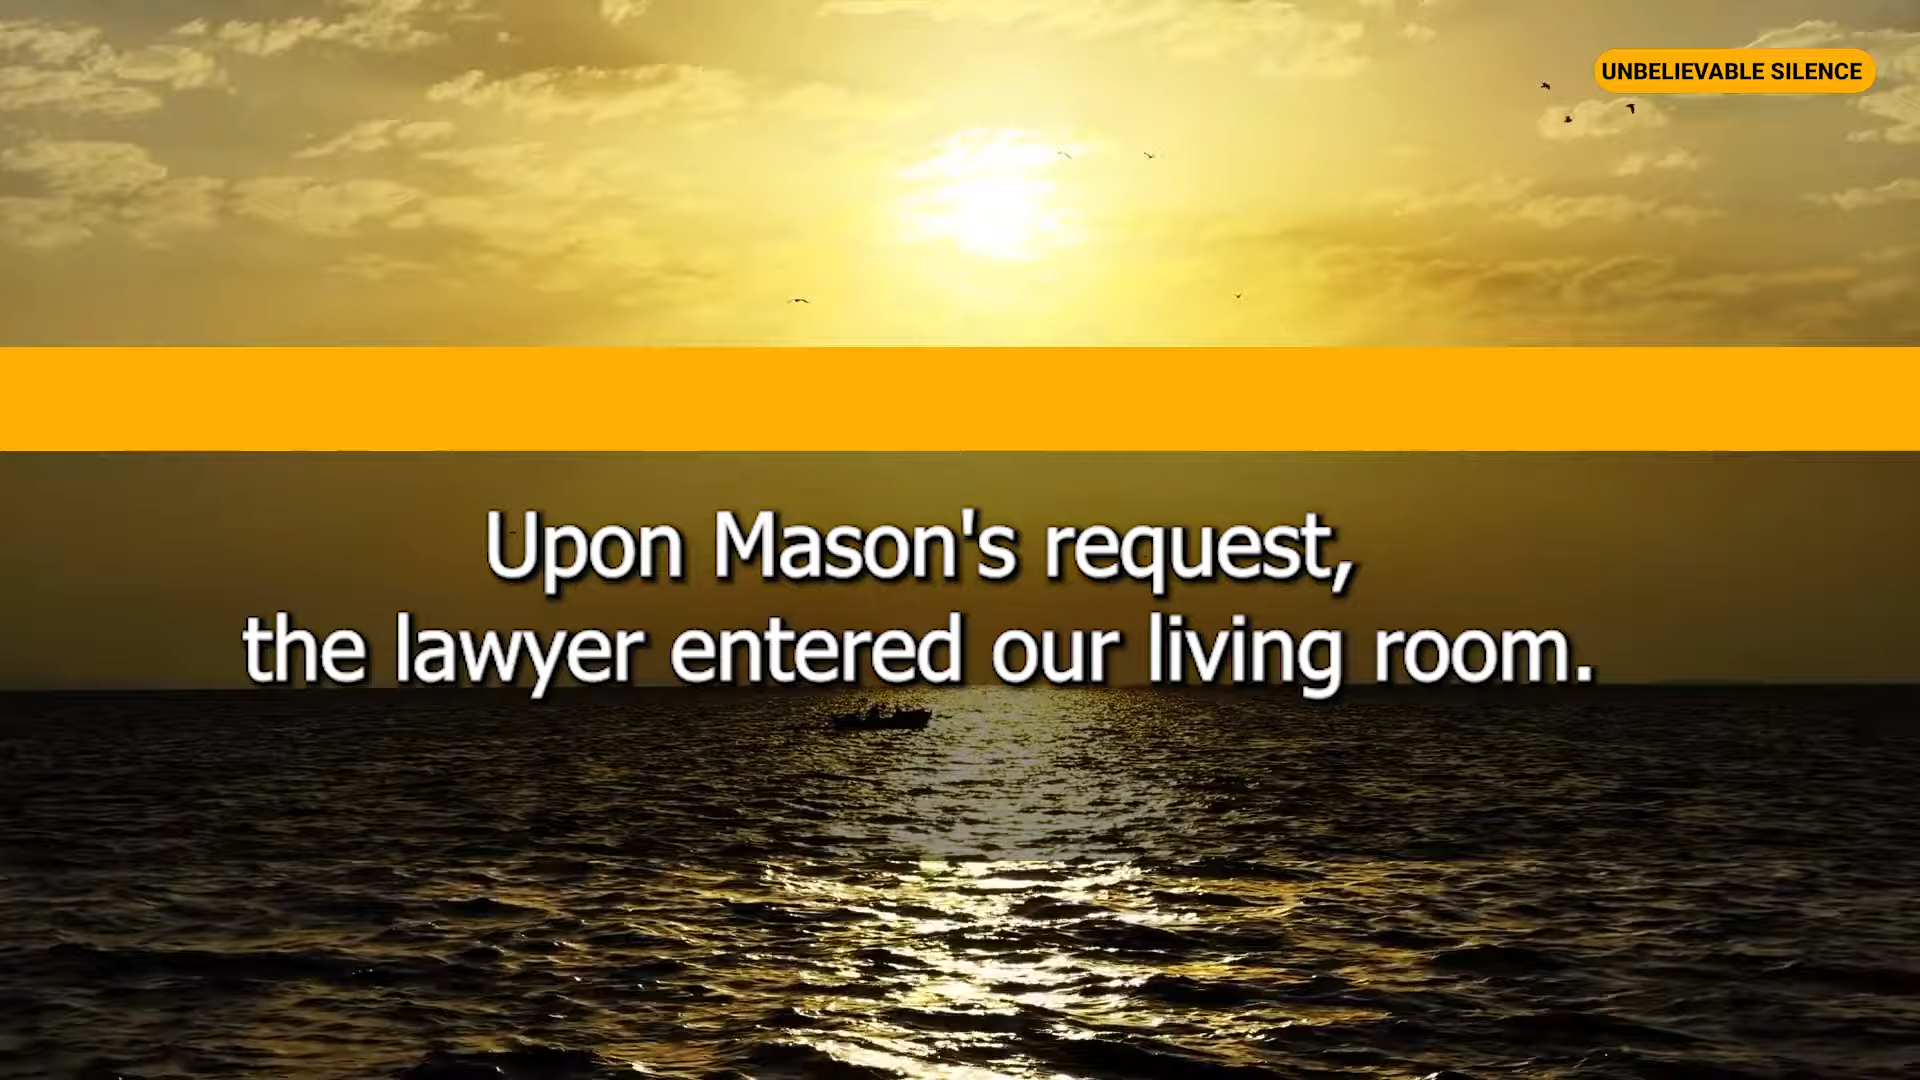 UNBELIEVABLE SILENCE
Upon Mason's request,
the lawyer entered our living room.